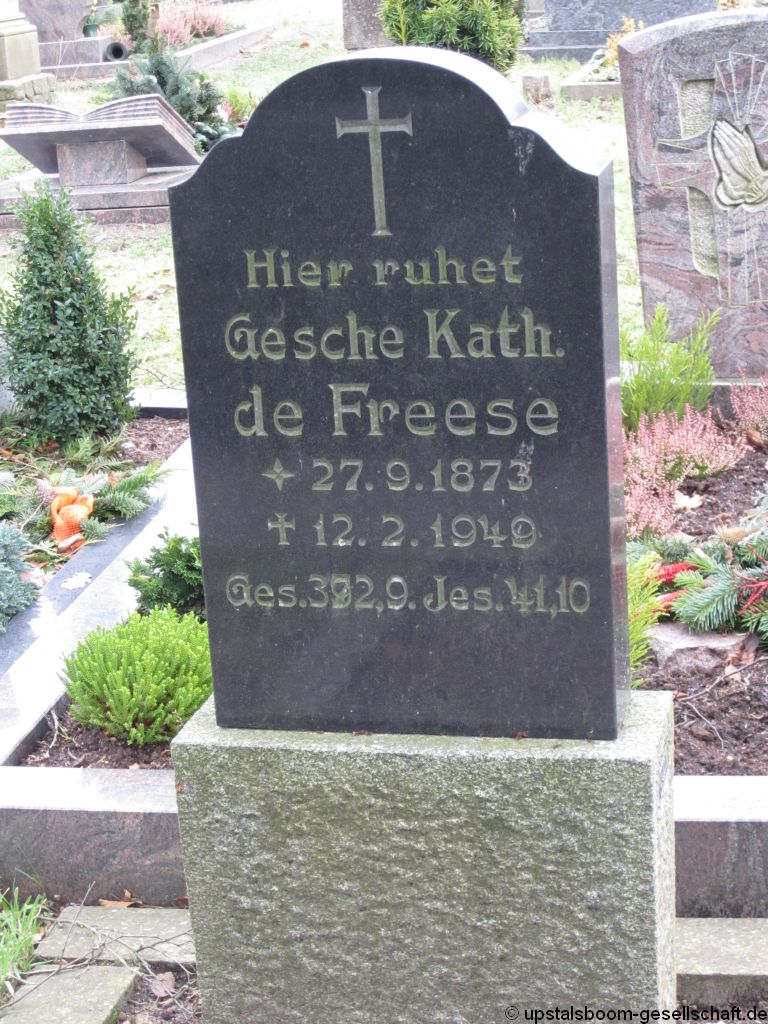 Hier ruhet
Gesche Kath.
de Freese
27.9.1873
12.2.1949
Ges.372,9. Jes.41,10
© upstalsboom-gesellschaft.de